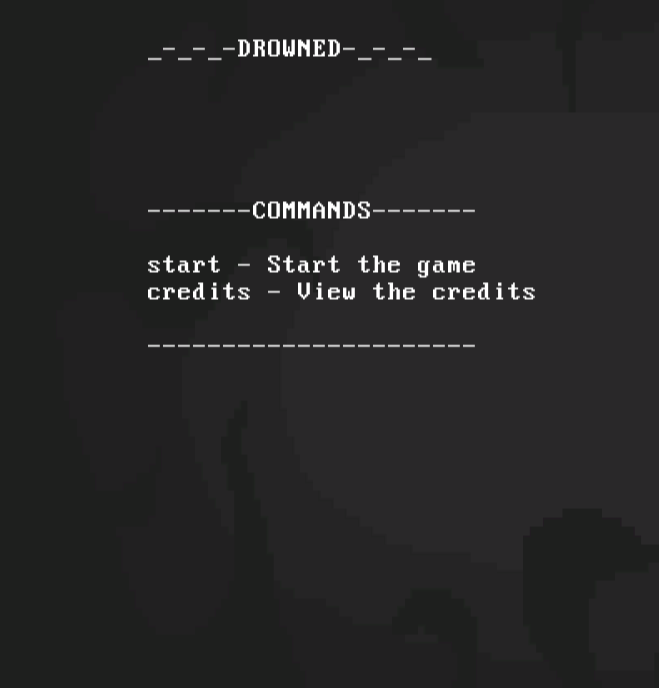 _-_-_-DROWNED-_-_-_
-------COMMANDS-------
start - Start the game
credits - View the credits
----------------------